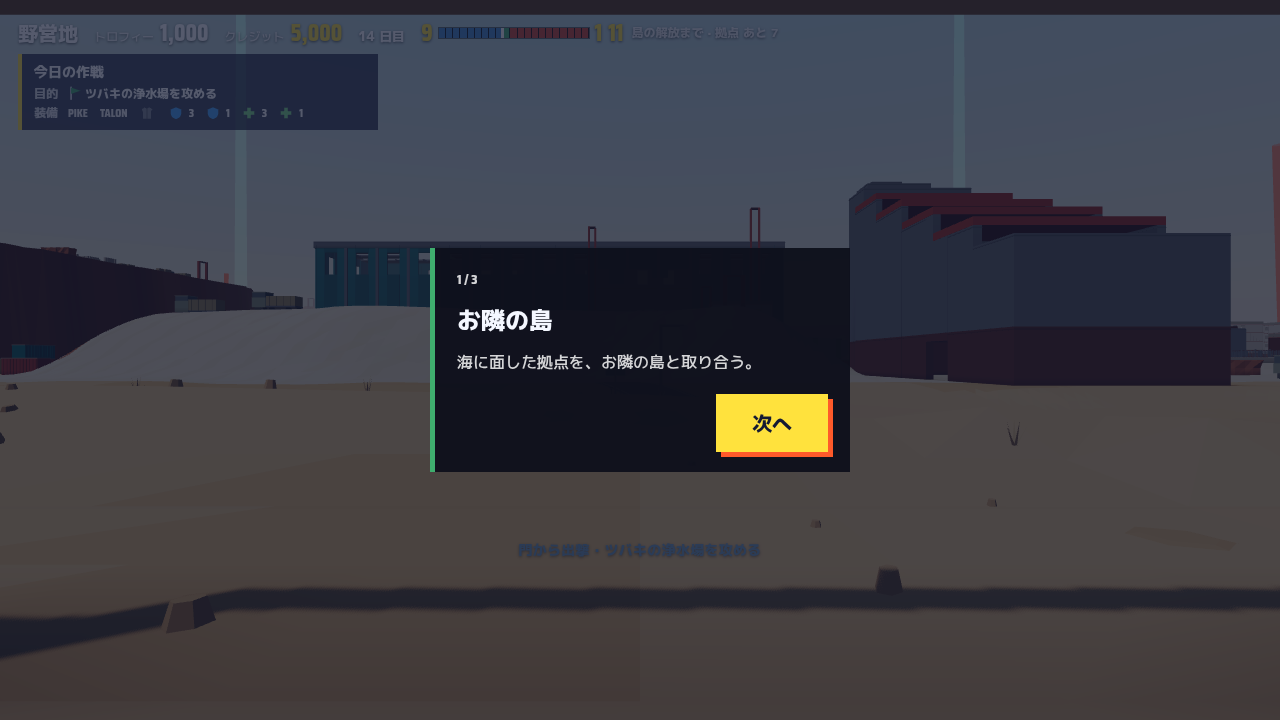 野営地 トロフィー 1,000 クレジット 5,000 14 日目 9 111 島の解放まで・拠点 あと 7
今日の作戦
目的 ツバキの浄水場を攻める
装備 PIKE TALON 3 1 3 1
1/3
お隣の島
海に面した拠点を、お隣の島と取り合う。
次へ
門から出撃・ツバキの浄水場を攻める